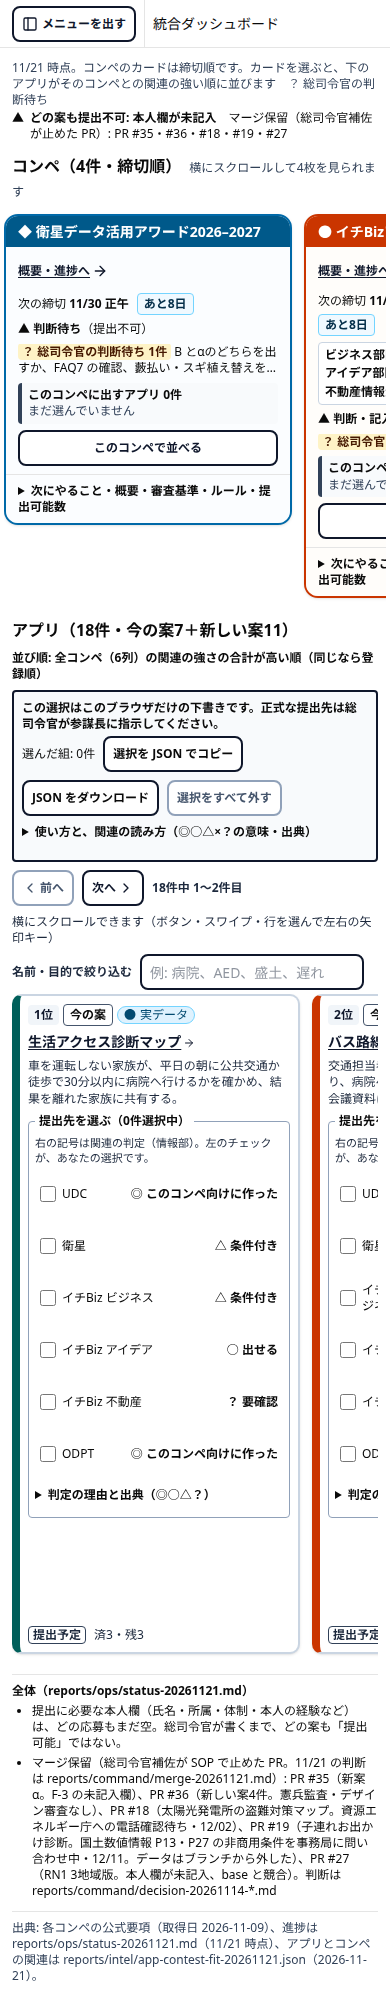 メニューを出す
統合ダッシュボード
11/21 時点。コンペのカードは締切順です。カードを選ぶと、下の
アプリがそのコンペとの関連の強い順に並びます ？ 総司令官の判
断待ち
▲ どの案も提出不可: 本人欄が未記入 マージ保留（総司令官補佐
が止めた PR）: PR #35・#36・#18・#19・#27
コンペ（4件・締切順） 横にスクロールして4枚を見られま
す
◆ 衛星データ活用アワード2026–2027
概要・進捗へ →
次の締切 11/30 正午 あと8日
▲ 判断待ち（提出不可）
？ 総司令官の判断待ち 1件 B とαのどちらを出
すか、FAQ7 の確認、藪払い・スギ植え替えを…
このコンペに出すアプリ 0件
まだ選んでいません
このコンペで並べる
▶ 次にやること・概要・審査基準・ルール・提
出可能数
● イチBiz
概要・進捗へ
次の締切 11/
あと8日
ビジネス部
アイデア部
不動産情報
▲ 判断・記入
？ 総司令官
このコンペ
まだ選んで
▶ 次にやるこ
出可能数
アプリ（18件・今の案7＋新しい案11）
並び順: 全コンペ（6列）の関連の強さの合計が高い順（同じなら登
録順）
この選択はこのブラウザだけの下書きです。正式な提出先は総
司令官が参謀長に指示してください。
選んだ組: 0件 選択を JSON でコピー
JSON をダウンロード 選択をすべて外す
▶ 使い方と、関連の読み方（◎○△×？の意味・出典）
前へ 次へ 18件中 1〜2件目
横にスクロールできます（ボタン・スワイプ・行を選んで左右の矢
印キー）
名前・目的で絞り込む 例: 病院、AED、盛土、遅れ
1位 今の案 ● 実データ
生活アクセス診断マップ →
車を運転しない家族が、平日の朝に公共交通か
徒歩で30分以内に病院へ行けるかを確かめ、結
果を離れた家族に共有する。
提出先を選ぶ（0件選択中）
右の記号は関連の判定（情報部）。左のチェック
が、あなたの選択です。
UDC ◎ このコンペ向けに作った
衛星 △ 条件付き
イチBiz ビジネス △ 条件付き
イチBiz アイデア ○ 出せる
イチBiz 不動産 ？ 要確認
ODPT ◎ このコンペ向けに作った
▶ 判定の理由と出典（◎○△？）
提出予定 済3・残3
2位
バス路線
交通担当
り、病院
会議資料
提出先を
右の記号
が、あな
UD
衛星
イチ
ジネ
イチ
イチ
OD
▶ 判定の
提出予定
全体（reports/ops/status-20261121.md）
• 提出に必要な本人欄（氏名・所属・体制・本人の経験など）
は、どの応募もまだ空。総司令官が書くまで、どの案も「提出
可能」ではない。
• マージ保留（総司令官補佐が SOP で止めた PR。11/21 の判断
は reports/command/merge-20261121.md）: PR #35（新案
α。F-3 の未記入欄）、PR #36（新しい案4件。憲兵監査・デザイ
ン審査なし）、PR #18（太陽光発電所の盗難対策マップ。資源エ
ネルギー庁への電話確認待ち・12/02）、PR #19（子連れお出か
け診断。国土数値情報 P13・P27 の非商用条件を事務局に問い
合わせ中・12/11。データはブランチから外した）、PR #27
（RN1 3地域版。本人欄が未記入、base と競合）。判断は
reports/command/decision-20261114-*.md
出典: 各コンペの公式要項（取得日 2026-11-09）、進捗は
reports/ops/status-20261121.md（11/21 時点）、アプリとコンペ
の関連は reports/intel/app-contest-fit-20261121.json（2026-11-
21）。